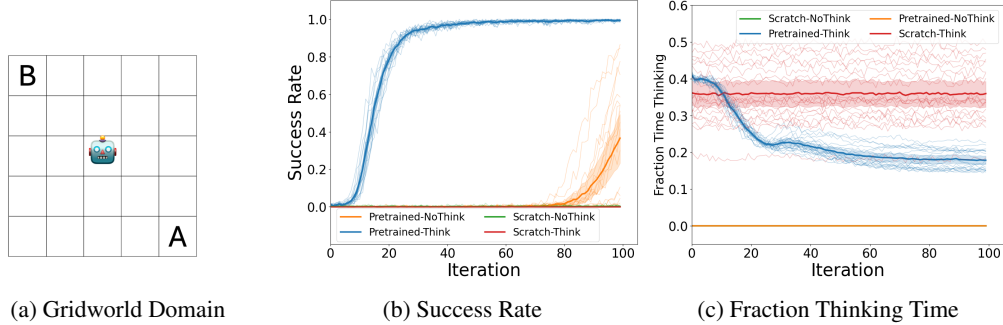 B
A
(a) Gridworld Domain
1.0
0.8
0.6
0.4
0.2
0.0
Success Rate
Pretrained-NoThink
Pretrained-Think
Scratch-NoThink
Scratch-Think
0 20 40 60 80 100
Iteration
(b) Success Rate
0.6
0.5
0.4
0.3
0.2
0.1
0.0
Fraction Time Thinking
Scratch-NoThink
Pretrained-Think
Pretrained-NoThink
Scratch-Think
0 20 40 60 80 100
Iteration
(c) Fraction Thinking Time